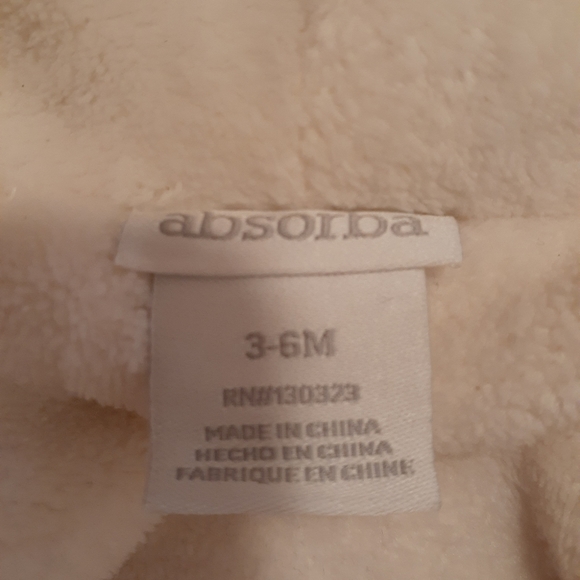 absorba
3-6M
RN#130323
MADE IN CHINA
HECHO EN CHINA
FABRIQUE EN CHINE